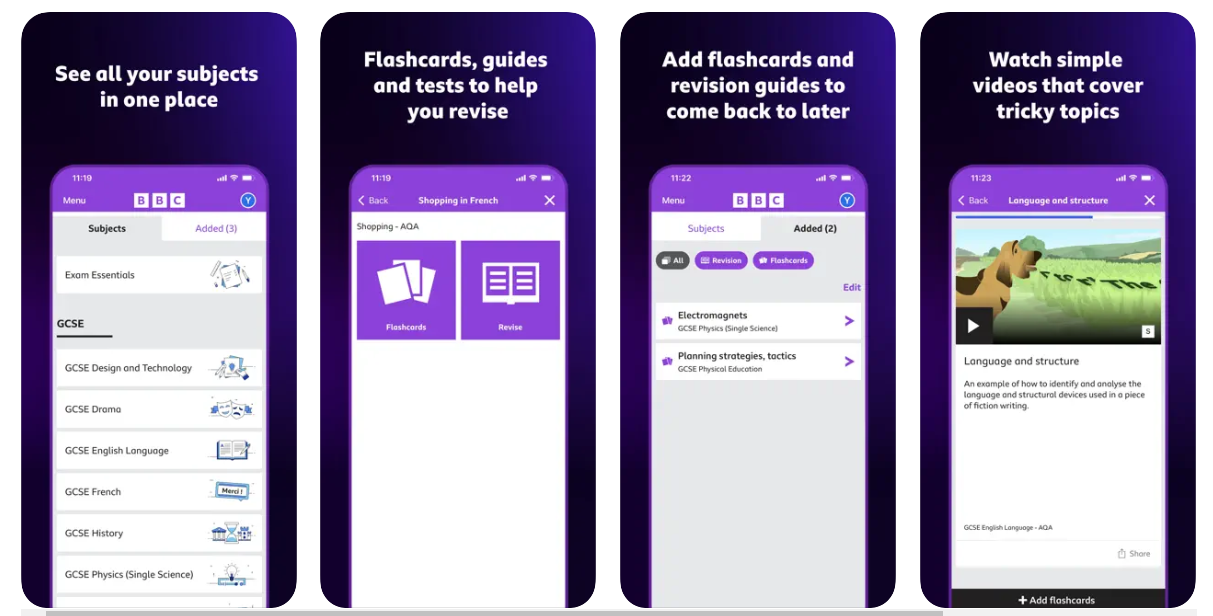 See all your subjects
in one place
11:19
Menu
BBC
Y
Subjects
Added (3)
Exam Essentials
GCSE
GCSE Design and Technology
GCSE Drama
GCSE English Language
GCSE French
Merci !
GCSE History
GCSE Physics (Single Science)
Flashcards, guides
and tests to help
you revise
11:19
Back
Shopping in French
Shopping - AQA
Flashcards
Revise
Add flashcards and
revision guides to
come back to later
11:22
Menu
BBC
Y
Subjects
Added (2)
All
Revision
Flashcards
Edit
Electromagnets
GCSE Physics (Single Science)
Planning strategies, tactics
GCSE Physical Education
Watch simple
videos that cover
tricky topics
11:23
Back
Language and structure
S
Language and structure
An example of how to identify and analyse the
language and structural devices used in a piece
of fiction writing.
GCSE English Language - AQA
Share
+ Add flashcards